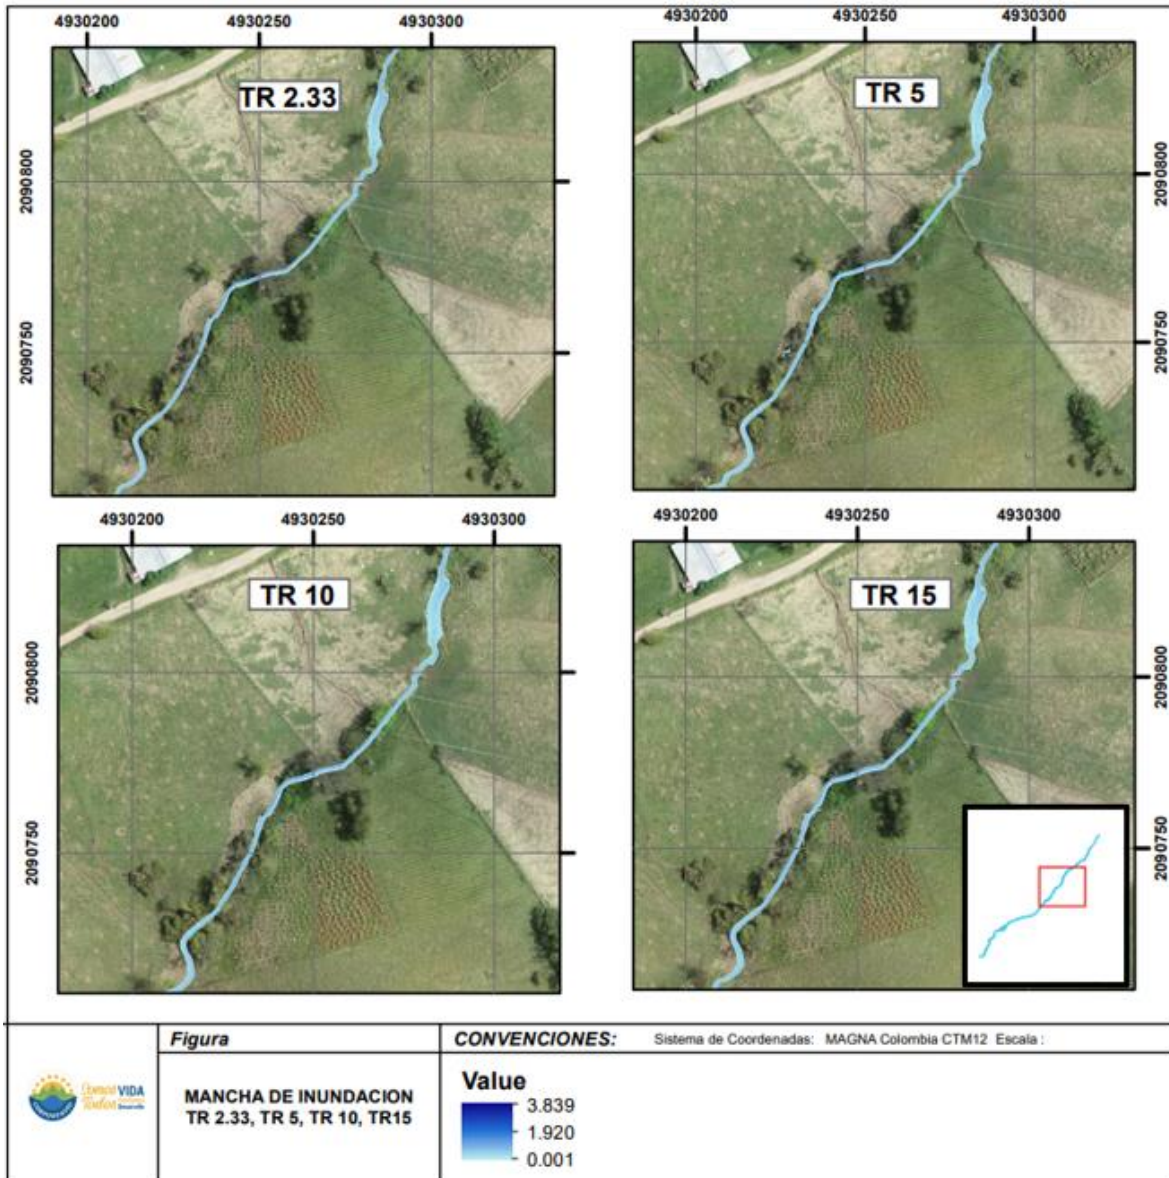 4930200 4930250 4930300
4930200 4930250 4930300
TR 2.33
TR 5
2090800
2090800
2090750
2090750
4930200 4930250 4930300
4930200 4930250 4930300
TR 10
TR 15
2090800
2090800
2090750
2090750
Figura
CONVENCIONES: Sistema de Coordenadas: MAGNA Colombia CTM12 Escala :
MANCHA DE INUNDACION
TR 2.33, TR 5, TR 10, TR15
VIDA
Value
3.839
1.920
0.001